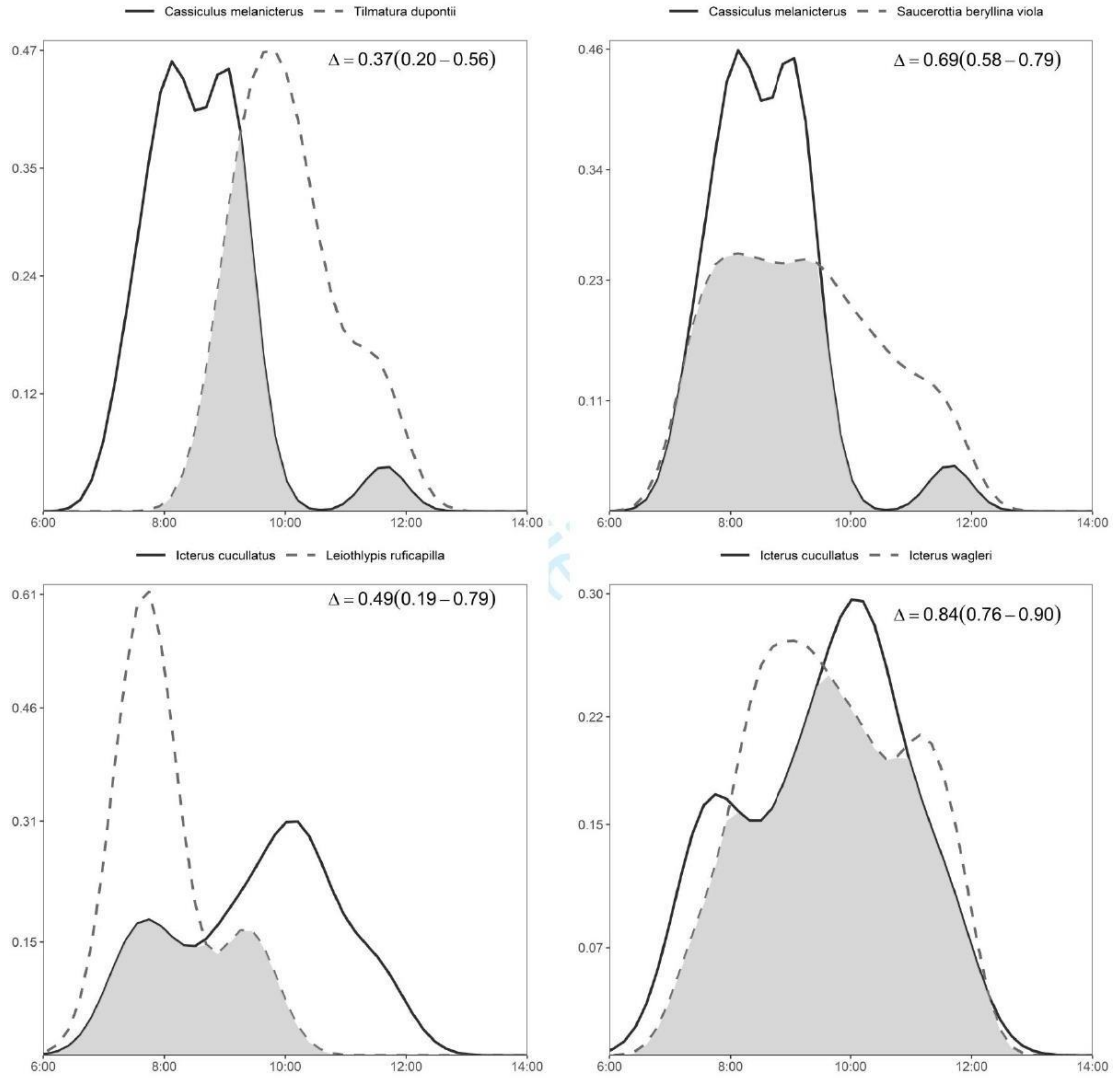 Cassiculus melanicterus Tilmatura dupontii
Δ = 0.37(0.20 – 0.56)
0.47
0.35
0.24
0.12
6:00 8:00 10:00 12:00 14:00
Cassiculus melanicterus Saucerottia beryllina viola
Δ = 0.69(0.58 – 0.79)
0.46
0.34
0.23
0.11
6:00 8:00 10:00 12:00 14:00
Icterus cucullatus Leiothlypis ruficapilla
Δ = 0.49(0.19 – 0.79)
0.61
0.46
0.31
0.15
6:00 8:00 10:00 12:00 14:00
Icterus cucullatus Icterus wagleri
Δ = 0.84(0.76 – 0.90)
0.30
0.22
0.15
0.07
6:00 8:00 10:00 12:00 14:00